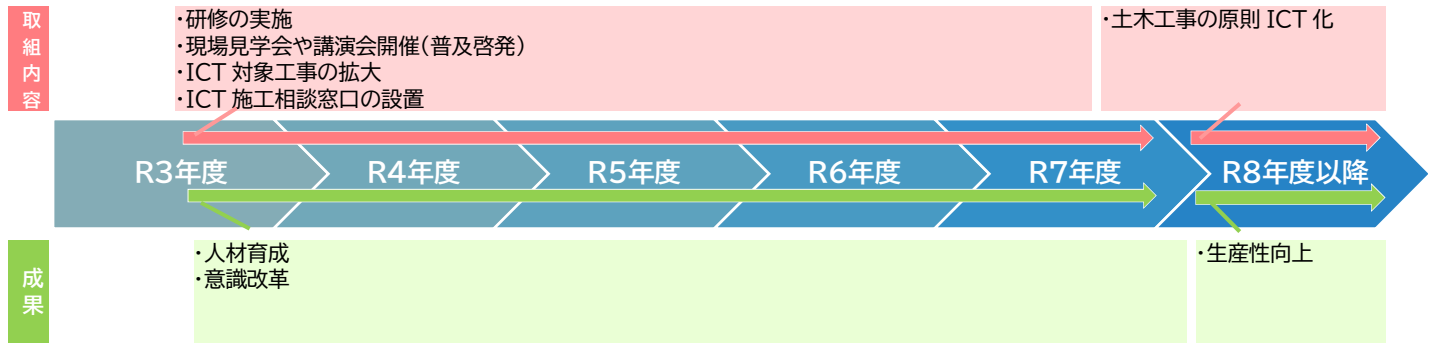 取組内容
・研修の実施
・現場見学会や講演会開催(普及啓発)
・ICT 対象工事の拡大
・ICT 施工相談窓口の設置
・土木工事の原則 ICT 化
R3年度
R4年度
R5年度
R6年度
R7年度
R8年度以降
成果
・人材育成
・意識改革
・生産性向上